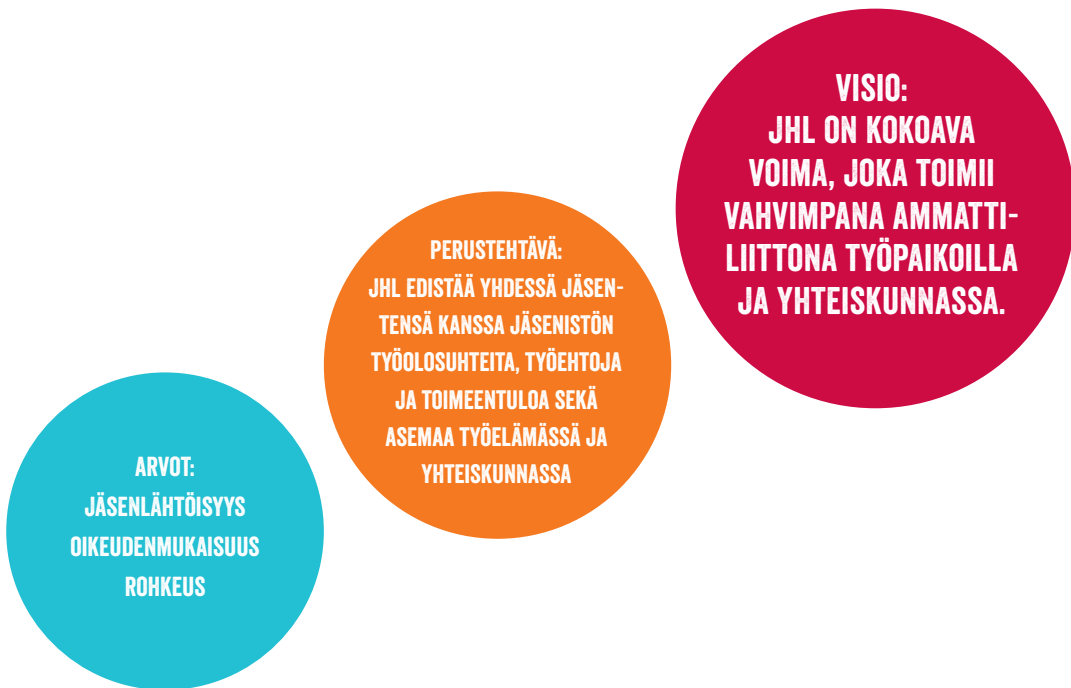 VISIO:
JHL ON KOKOAVA
VOIMA, JOKA TOIMII
VAHVIMPANA AMMATTI-
LIITTONA TYÖPAIKOILLA
JA YHTEISKUNNASSA.
PERUSTEHTÄVÄ:
JHL EDISTÄÄ YHDESSÄ JÄSEN-
TENSÄ KANSSA JÄSENISTÖN
TYÖOLOSUHTEITA, TYÖEHTOJA
JA TOIMEENTULOA SEKÄ
ASEMAA TYÖELÄMÄSSÄ JA
YHTEISKUNNASSA
ARVOT:
JÄSENLÄHTÖISYYS
OIKEUDENMUKAISUUS
ROHKEUS